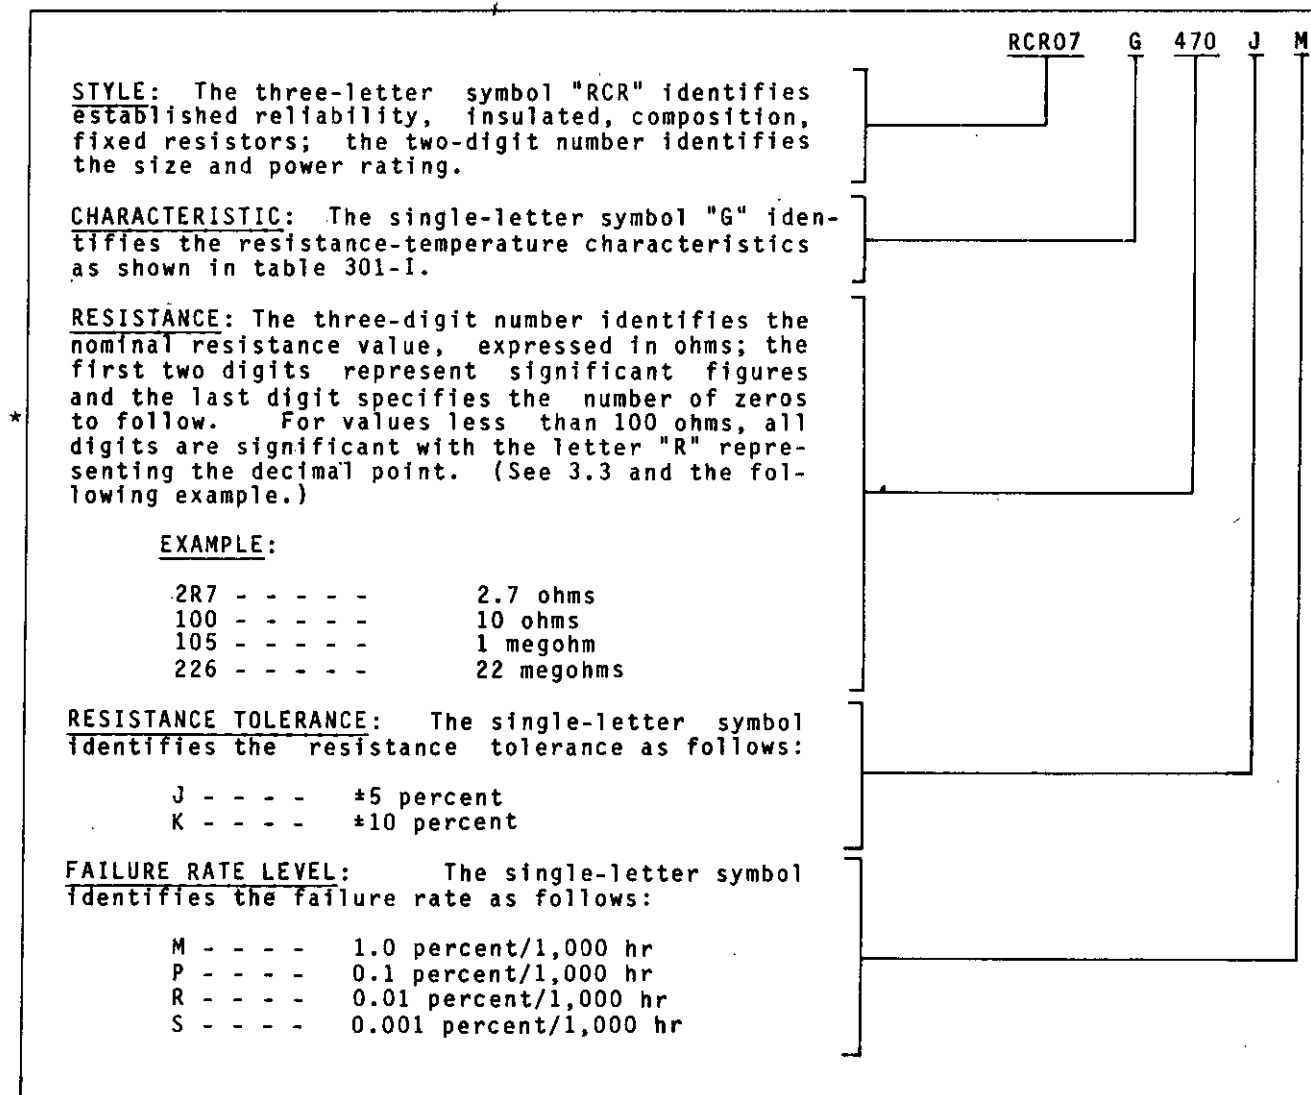 RCR07 G 470 J M
STYLE: The three-letter symbol "RCR" identifies
established reliability, insulated, composition,
fixed resistors; the two-digit number identifies
the size and power rating.
CHARACTERISTIC: The single-letter symbol "G" iden-
tifies the resistance-temperature characteristics
as shown in table 301-I.
RESISTANCE: The three-digit number identifies the
nominal resistance value, expressed in ohms; the
first two digits represent significant figures
and the last digit specifies the number of zeros
* to follow. For values less than 100 ohms, all
digits are significant with the letter "R" repre-
senting the decimal point. (See 3.3 and the fol-
lowing example.)
EXAMPLE:
2R7 - - - - - 2.7 ohms
100 - - - - - 10 ohms
105 - - - - - 1 megohm
226 - - - - - 22 megohms
RESISTANCE TOLERANCE: The single-letter symbol
identifies the resistance tolerance as follows:
J - - - - ±5 percent
K - - - - ±10 percent
FAILURE RATE LEVEL: The single-letter symbol
identifies the failure rate as follows:
M - - - - 1.0 percent/1,000 hr
P - - - - 0.1 percent/1,000 hr
R - - - - 0.01 percent/1,000 hr
S - - - - 0.001 percent/1,000 hr